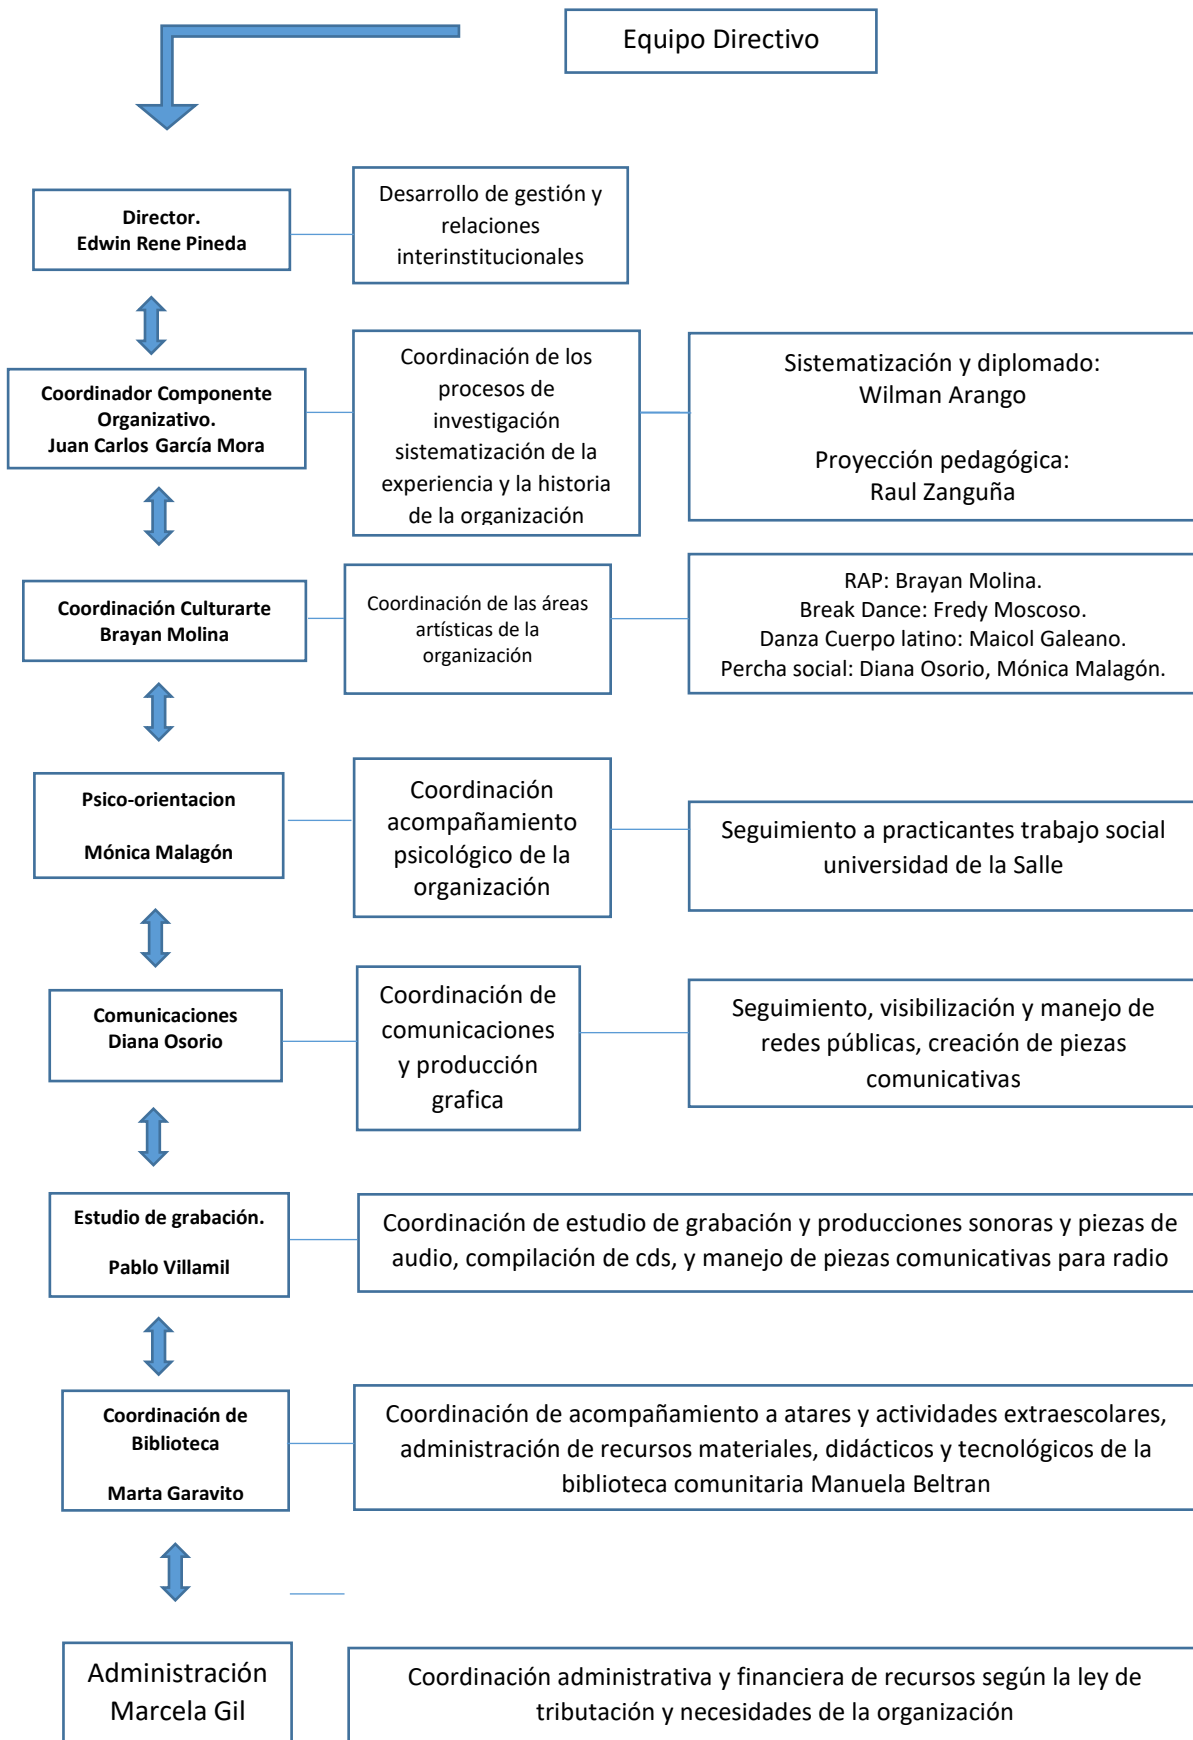 Equipo Directivo
Director.
Edwin Rene Pineda
Desarrollo de gestión y
relaciones
interinstitucionales
Coordinador Componente
Organizativo.
Juan Carlos García Mora
Coordinación de los
procesos de
investigación
sistematización de la
experiencia y la historia
de la organización
Sistematización y diplomado:
Wilman Arango
Proyección pedagógica:
Raul Zanguña
Coordinación Culturarte
Brayan Molina
Coordinación de las áreas
artísticas de la
organización
RAP: Brayan Molina.
Break Dance: Fredy Moscoso.
Danza Cuerpo latino: Maicol Galeano.
Percha social: Diana Osorio, Mónica Malagón.
Psico-orientacion
Mónica Malagón
Coordinación
acompañamiento
psicológico de la
organización
Seguimiento a practicantes trabajo social
universidad de la Salle
Comunicaciones
Diana Osorio
Coordinación de
comunicaciones
y producción
grafica
Seguimiento, visibilización y manejo de
redes públicas, creación de piezas
comunicativas
Estudio de grabación.
Pablo Villamil
Coordinación de estudio de grabación y producciones sonoras y piezas de
audio, compilación de cds, y manejo de piezas comunicativas para radio
Coordinación de
Biblioteca
Marta Garavito
Coordinación de acompañamiento a atares y actividades extraescolares,
administración de recursos materiales, didácticos y tecnológicos de la
biblioteca comunitaria Manuela Beltran
Administración
Marcela Gil
Coordinación administrativa y financiera de recursos según la ley de
tributación y necesidades de la organización